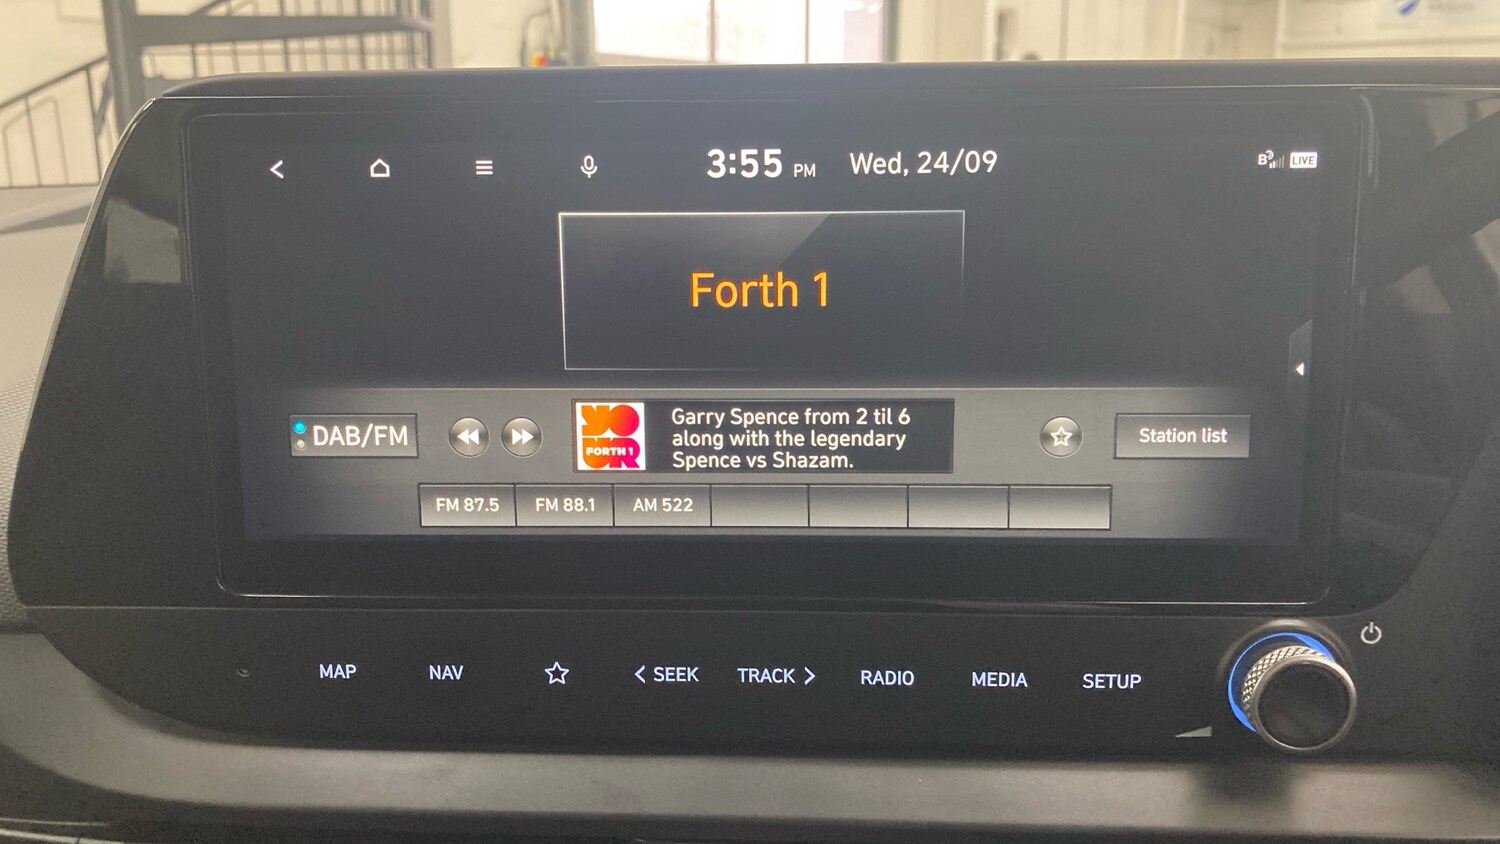 3:55 PM Wed, 24/09
LIVE
Forth 1
DAB/FM
YO
UR
FORTH 1
Garry Spence from 2 til 6
along with the legendary
Spence vs Shazam.
Station list
FM 87.5 FM 88.1 AM 522
MAP NAV SEEK TRACK RADIO MEDIA SETUP